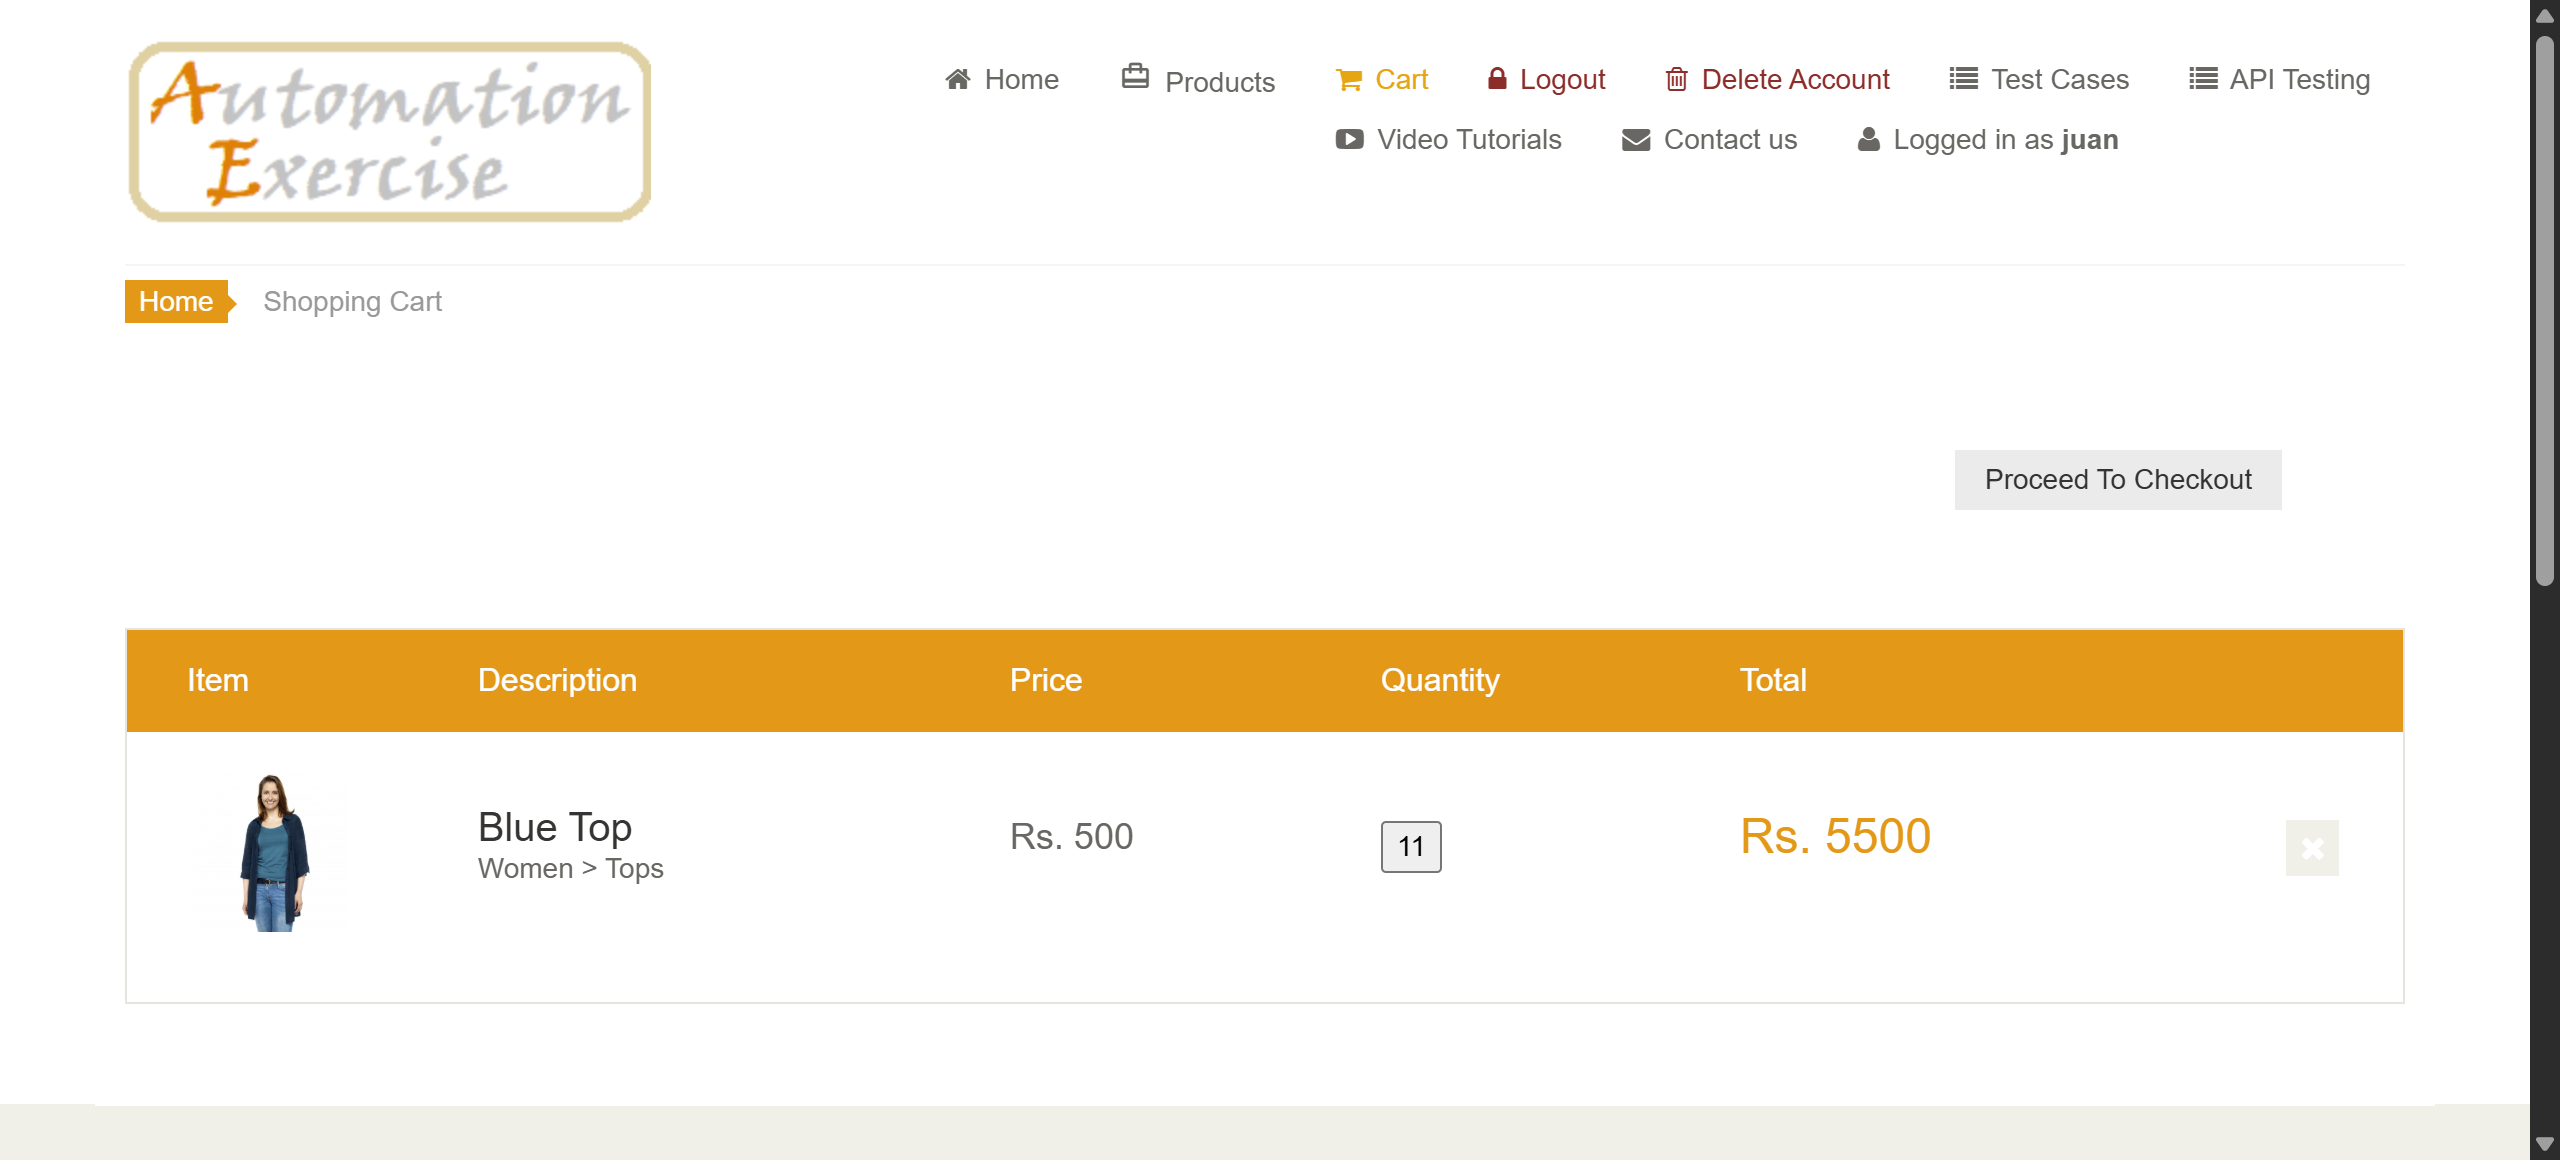 Automation
Exercise
Home
Products
Cart
Logout
Delete Account
Test Cases
API Testing
Video Tutorials
Contact us
Logged in as juan
Home
Shopping Cart
Proceed To Checkout
Item Description Price Quantity Total
Blue Top
Women > Tops
Rs. 500
11
Rs. 5500